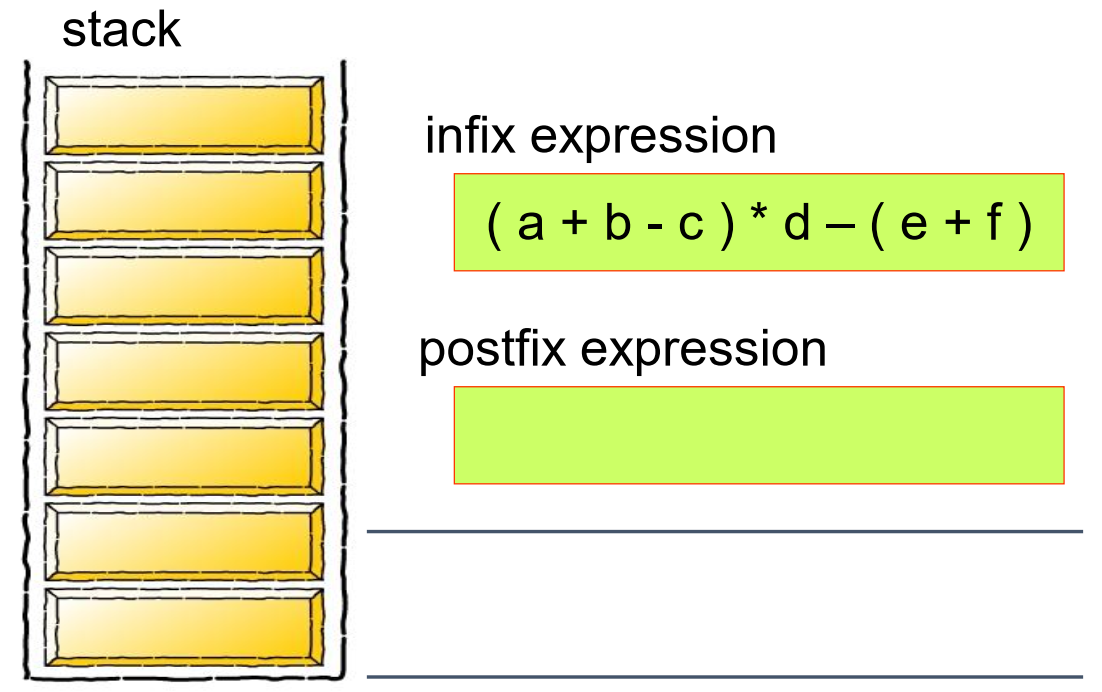 stack
infix expression
( a + b - c ) * d – ( e + f )
postfix expression